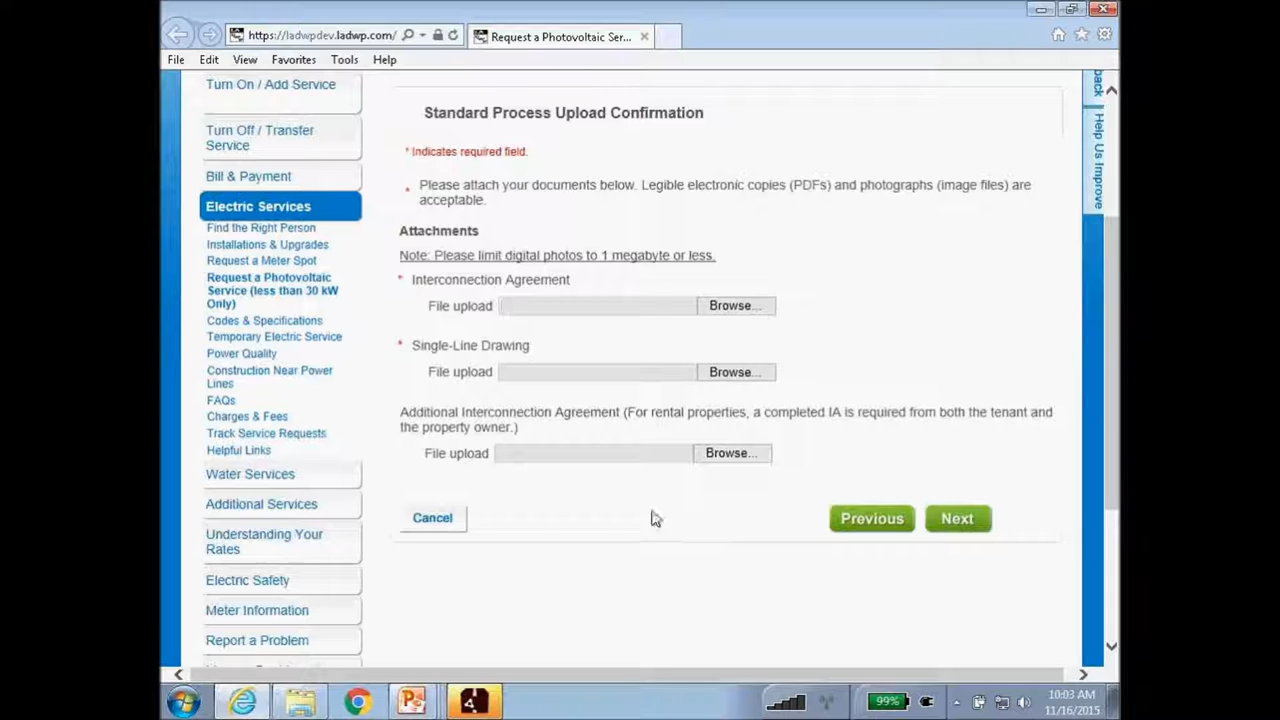 https://ladwpdev.ladwp.com/
Request a Photovoltaic Ser...
File Edit View Favorites Tools Help
Turn On / Add Service
Turn Off / Transfer
Service
Bill & Payment
Electric Services
Find the Right Person
Installations & Upgrades
Request a Meter Spot
Request a Photovoltaic
Service (less than 30 kW
Only)
Codes & Specifications
Temporary Electric Service
Power Quality
Construction Near Power
Lines
FAQs
Charges & Fees
Track Service Requests
Helpful Links
Water Services
Additional Services
Understanding Your
Rates
Electric Safety
Meter Information
Report a Problem
Standard Process Upload Confirmation
* Indicates required field.
* Please attach your documents below. Legible electronic copies (PDFs) and photographs (image files) are
acceptable.
Attachments
Note: Please limit digital photos to 1 megabyte or less.
* Interconnection Agreement
File upload Browse...
* Single-Line Drawing
File upload Browse...
Additional Interconnection Agreement (For rental properties, a completed IA is required from both the tenant and
the property owner.)
File upload Browse...
Cancel Previous Next
back
Help Us Improve
99%
10:03 AM
11/16/2015